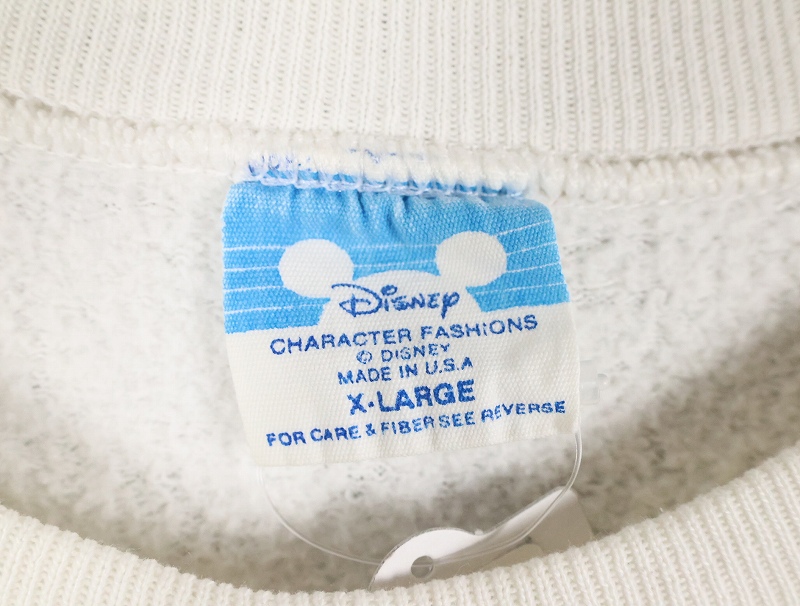 Disney
CHARACTER FASHIONS
© DISNEY
MADE IN U.S.A
X-LARGE
FOR CARE & FIBER SEE REVERSE